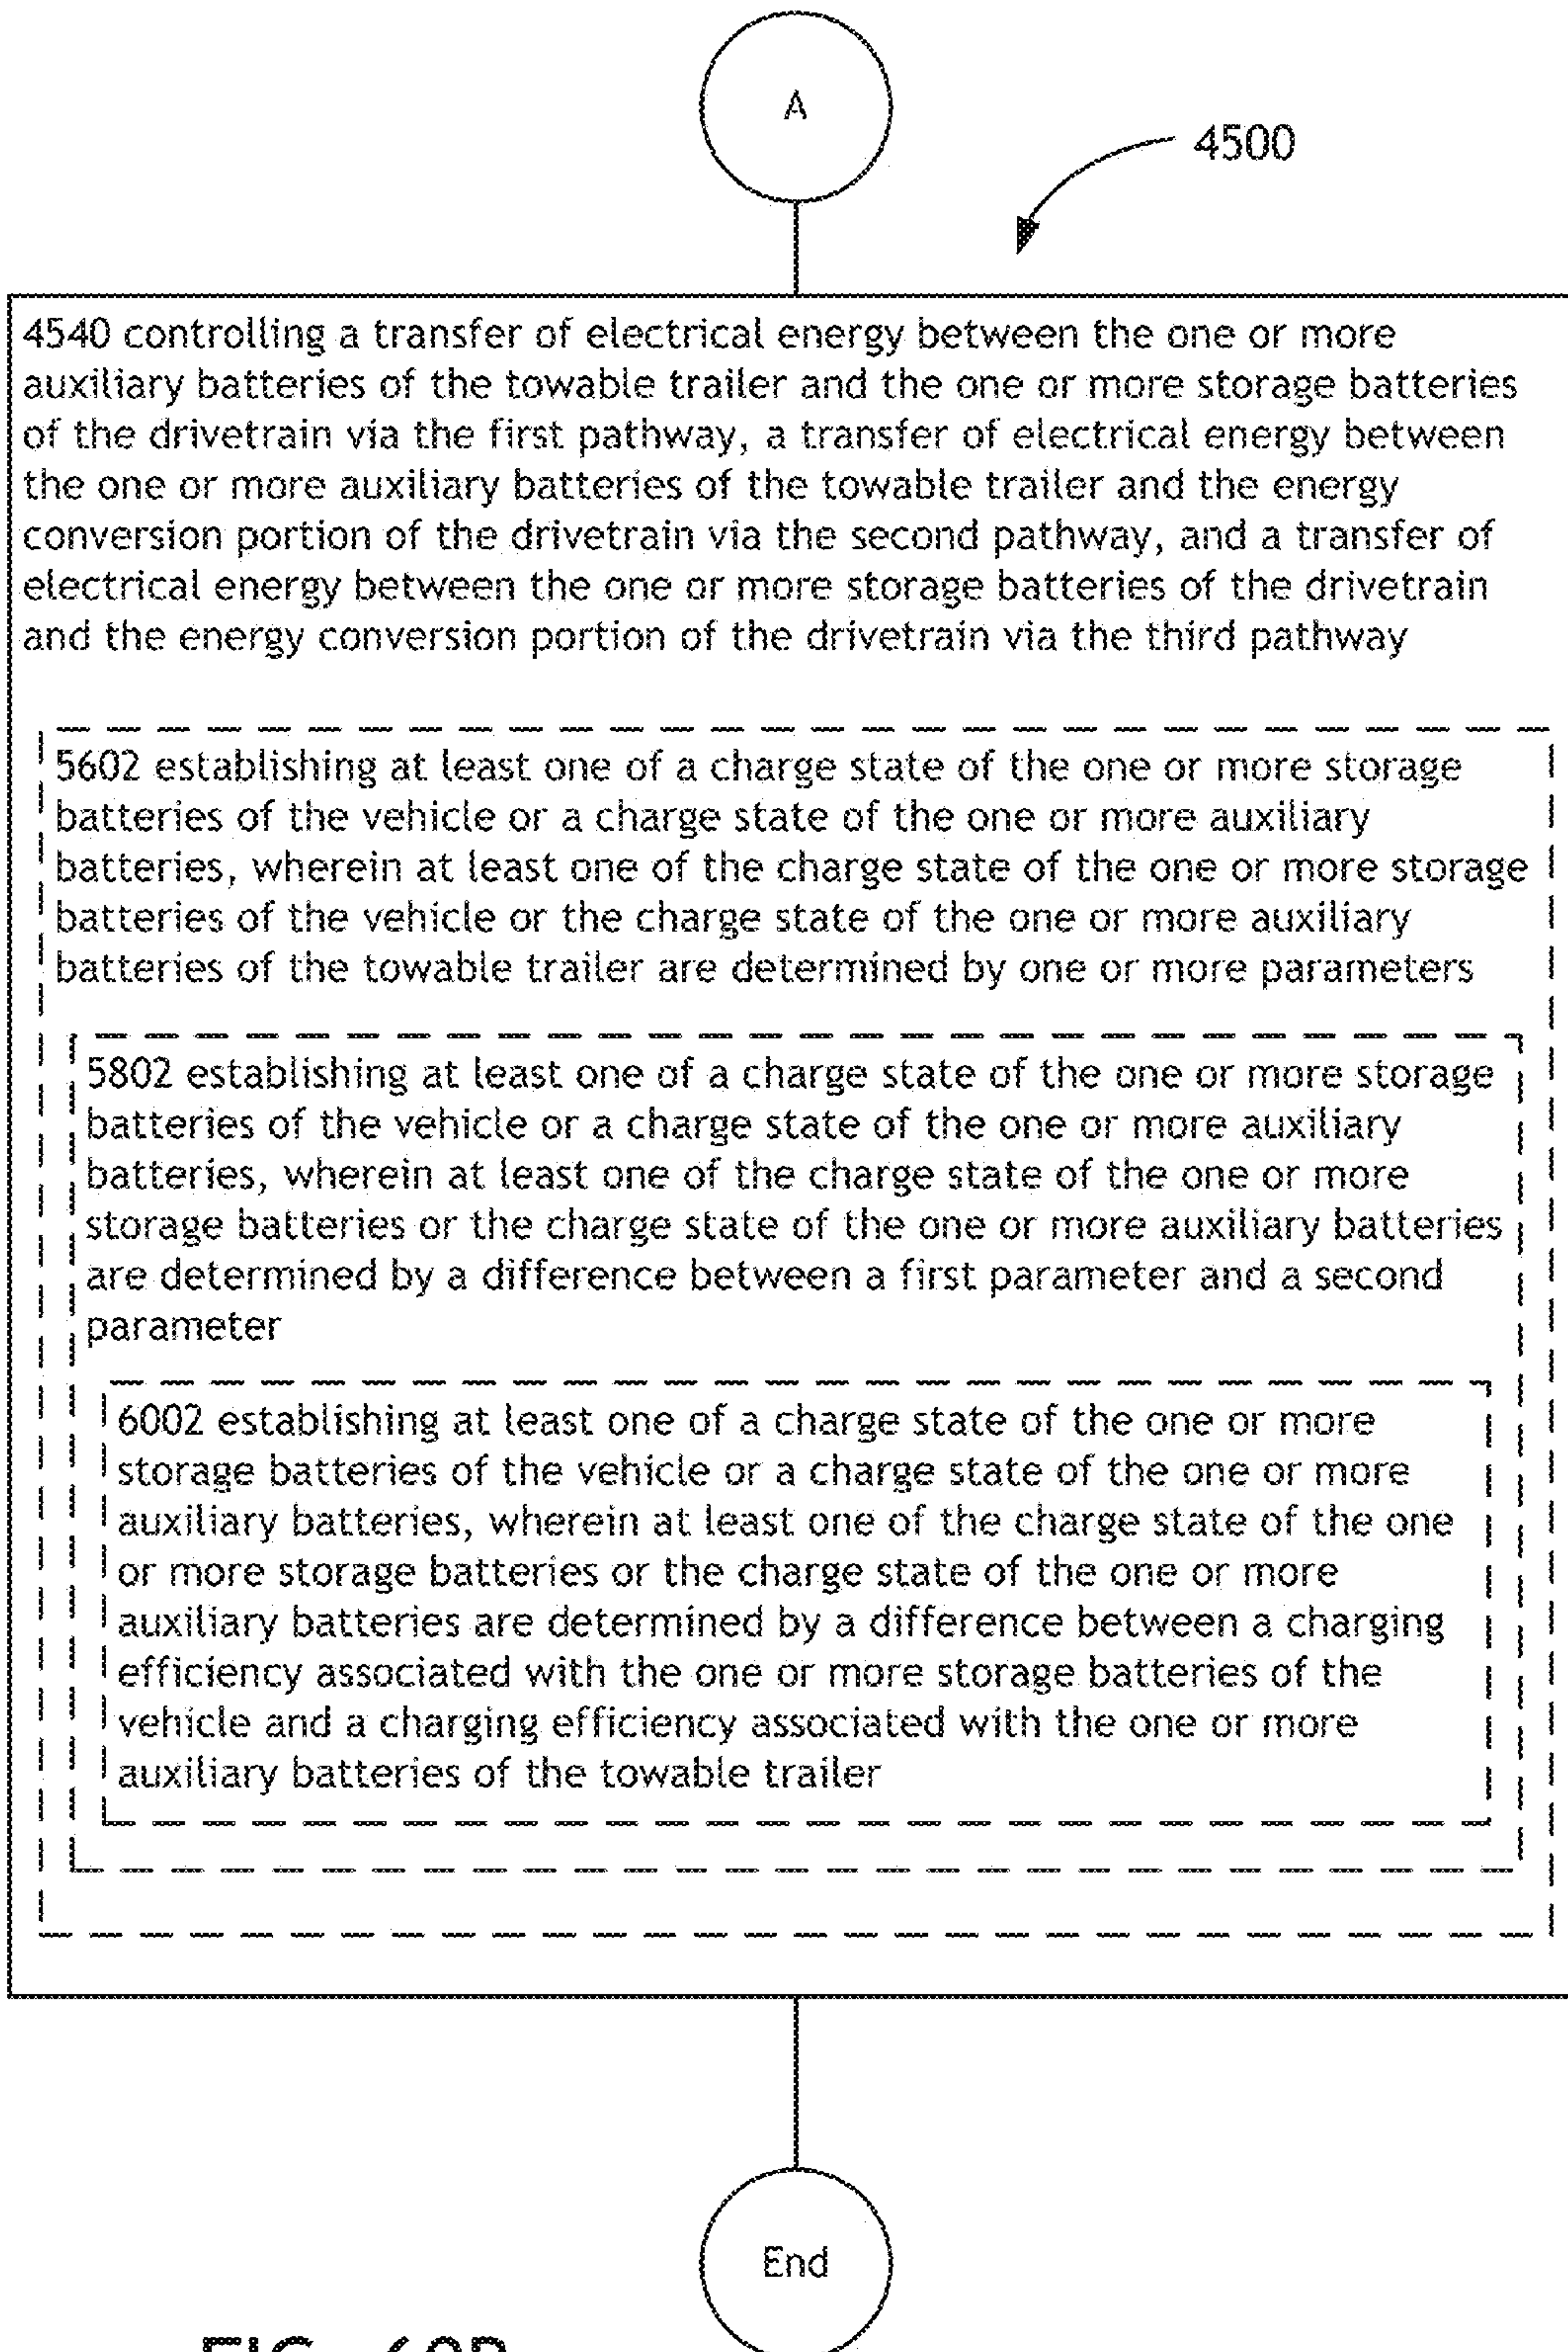 A
4500
4540 controlling a transfer of electrical energy between the one or more
auxiliary batteries of the towable trailer and the one or more storage batteries
of the drivetrain via the first pathway, a transfer of electrical energy between
the one or more auxiliary batteries of the towable trailer and the energy
conversion portion of the drivetrain via the second pathway, and a transfer of
electrical energy between the one or more storage batteries of the drivetrain
and the energy conversion portion of the drivetrain via the third pathway
5602 establishing at least one of a charge state of the one or more storage
batteries of the vehicle or a charge state of the one or more auxiliary
batteries, wherein at least one of the charge state of the one or more storage
batteries of the vehicle or the charge state of the one or more auxiliary
batteries of the towable trailer are determined by one or more parameters
5802 establishing at least one of a charge state of the one or more storage
batteries of the vehicle or a charge state of the one or more auxiliary
batteries, wherein at least one of the charge state of the one or more
storage batteries or the charge state of the one or more auxiliary batteries
are determined by a difference between a first parameter and a second
parameter
6002 establishing at least one of a charge state of the one or more
storage batteries of the vehicle or a charge state of the one or more
auxiliary batteries, wherein at least one of the charge state of the one
or more storage batteries or the charge state of the one or more
auxiliary batteries are determined by a difference between a charging
efficiency associated with the one or more storage batteries of the
vehicle and a charging efficiency associated with the one or more
auxiliary batteries of the towable trailer
End